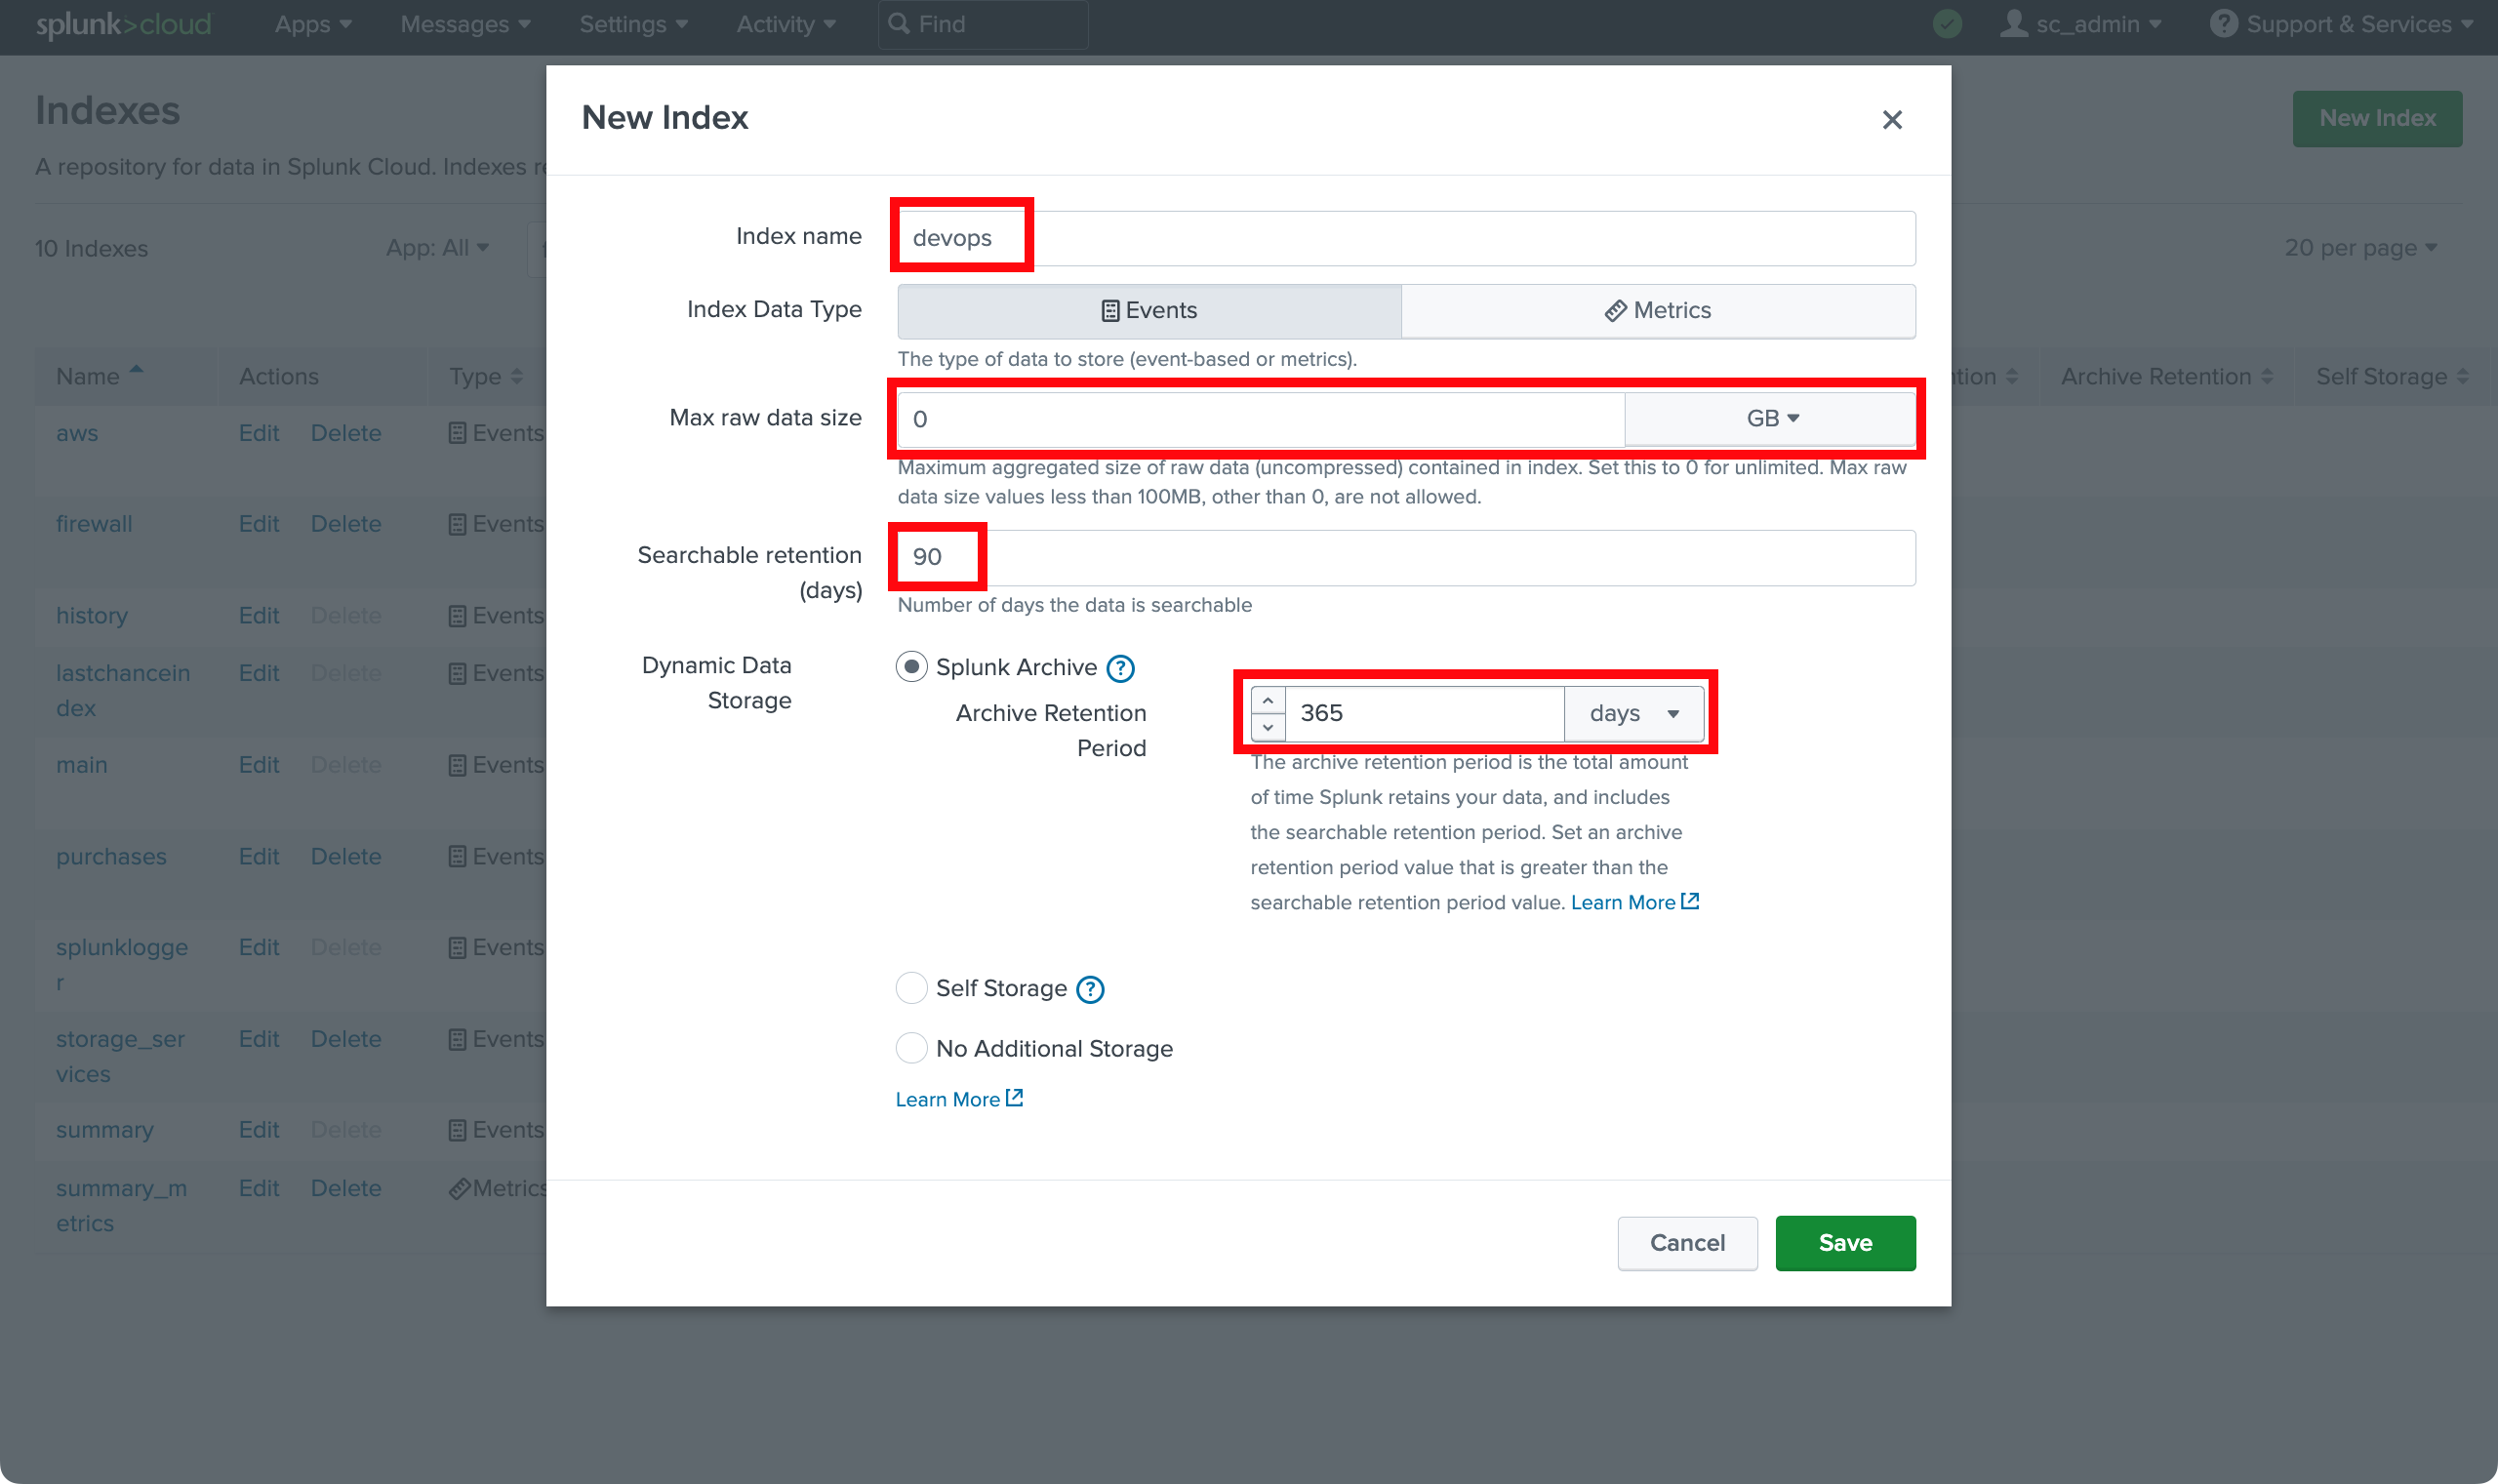 splunk>cloud Apps Messages Settings Activity Find sc_admin Support & Services
Indexes
New Index
A repository for data in Splunk Cloud. Indexes
10 Indexes App: All 20 per page
Name Actions Type Archive Retention Self Storage
aws Edit Delete Events
firewall Edit Delete Events
history Edit Delete Events
lastchancein
dex
Edit Delete Events
main Edit Delete Events
purchases Edit Delete Events
splunklogge
r
Edit Delete Events
storage_ser
vices
Edit Delete Events
summary Edit Delete Events
summary_m
etrics
Edit Delete Metrics
New Index
Index name devops
Index Data Type Events Metrics
The type of data to store (event-based or metrics).
Max raw data size 0 GB
Maximum aggregated size of raw data (uncompressed) contained in index. Set this to 0 for unlimited. Max raw
data size values less than 100MB, other than 0, are not allowed.
Searchable retention
(days)
90
Number of days the data is searchable
Dynamic Data
Storage
Splunk Archive ?
Archive Retention
Period
365 days
The archive retention period is the total amount
of time Splunk retains your data, and includes
the searchable retention period. Set an archive
retention period value that is greater than the
searchable retention period value. Learn More
Self Storage ?
No Additional Storage
Learn More
Cancel Save